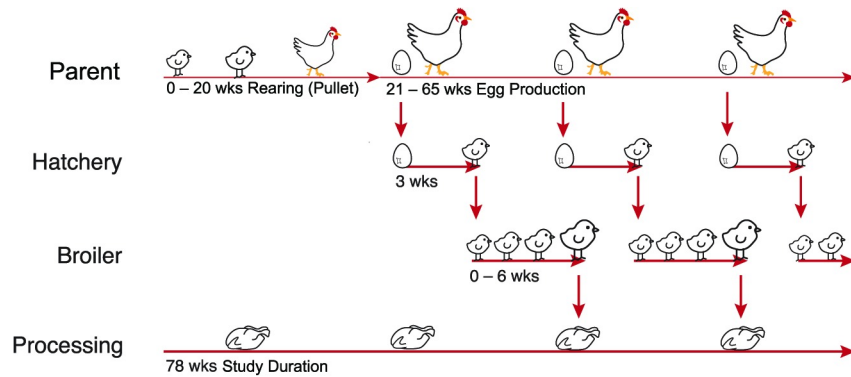 Parent
0 – 20 wks Rearing (Pullet)
21 – 65 wks Egg Production
Hatchery
3 wks
Broiler
0 – 6 wks
Processing
78 wks Study Duration